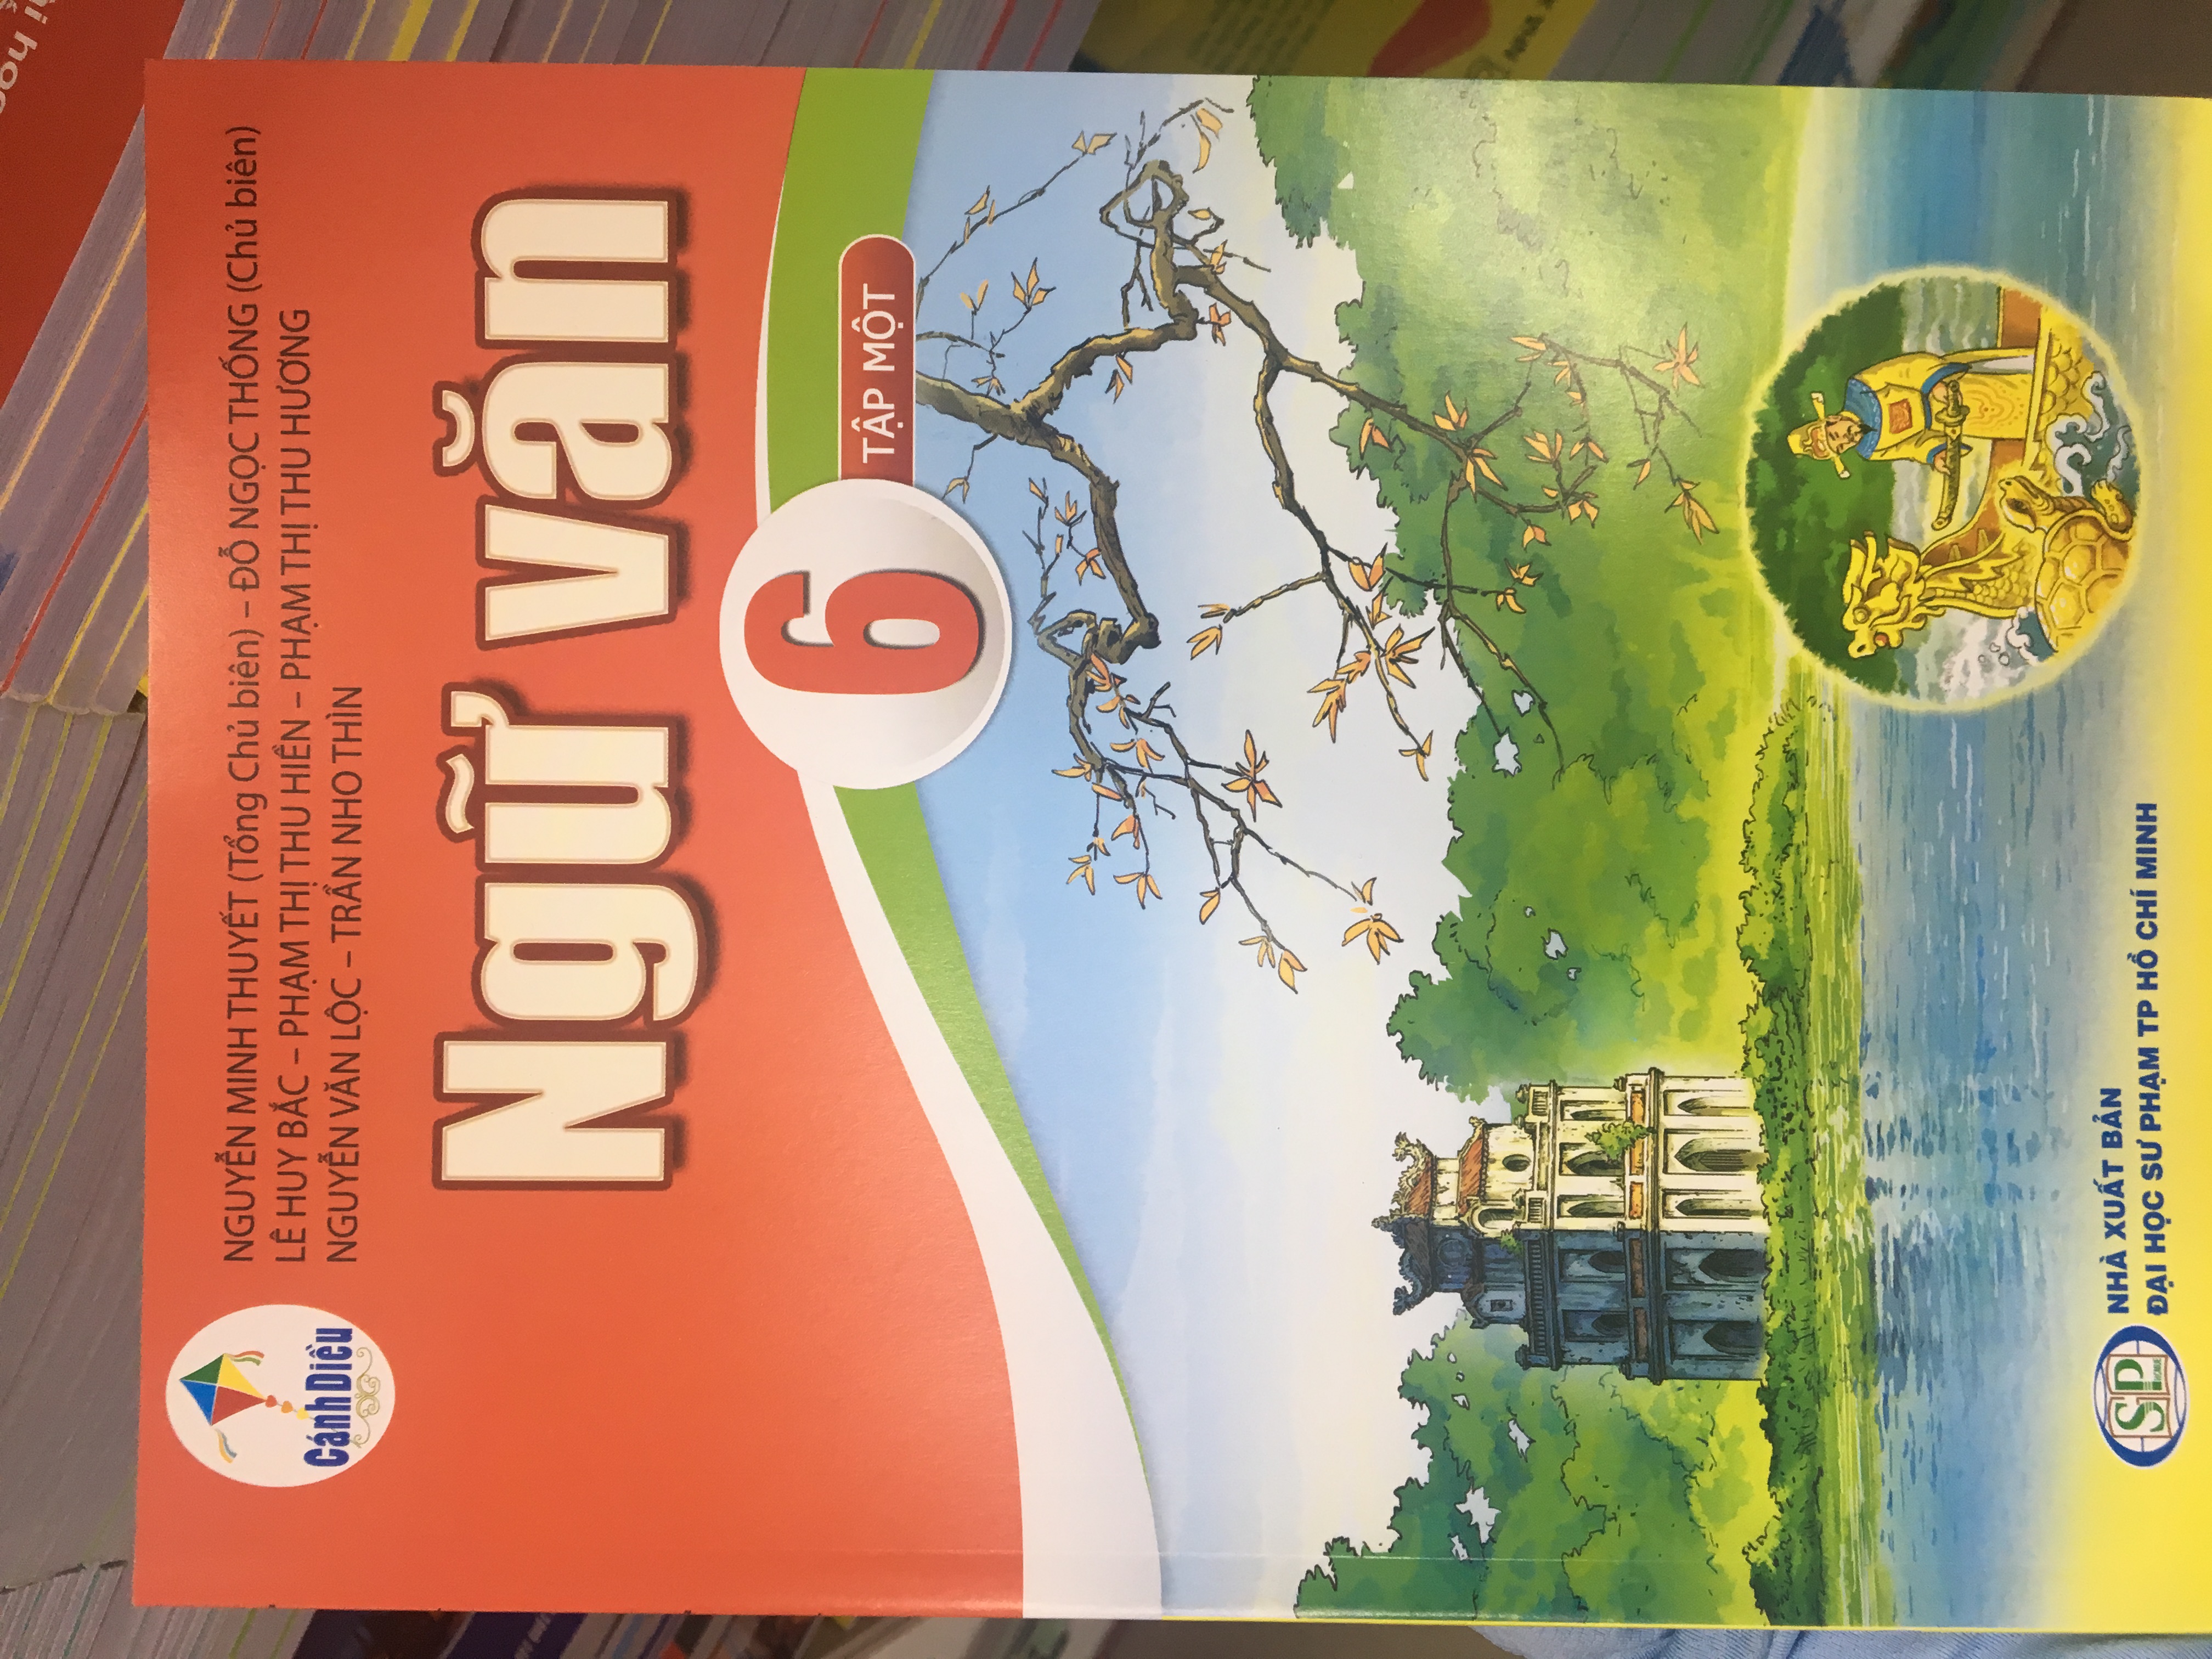 Cánh Diều
NGUYỄN MINH THUYẾT (Tổng Chủ biên) – ĐỖ NGỌC THỐNG (Chủ biên)
LÊ HUY BẮC – PHẠM THỊ THU HIỀN – PHẠM THỊ THU HƯƠNG
NGUYỄN VĂN LỘC – TRẦN NHO THÌN
Ngữ văn
6
TẬP MỘT
SP
NHÀ XUẤT BẢN
ĐẠI HỌC SƯ PHẠM TP HỒ CHÍ MINH